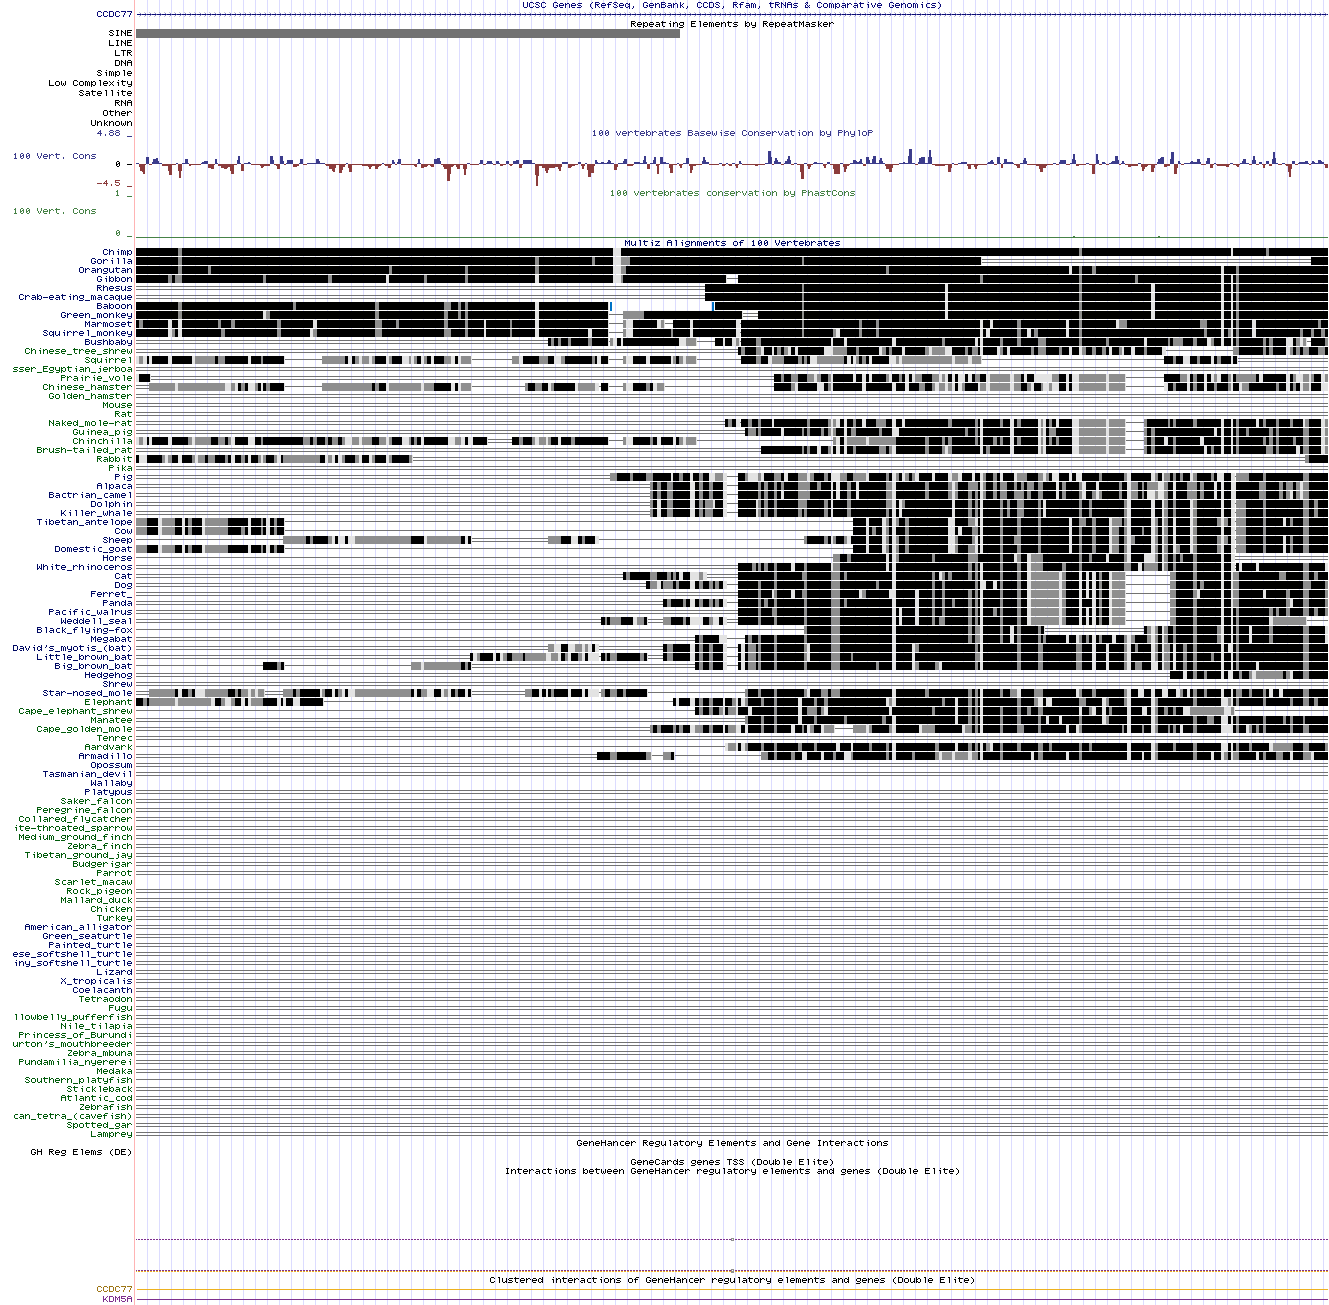 UCSC Genes (RefSeq, GenBank, CCDS, Rfam, tRNAs & Comparative Genomics)
CCDC77
Repeating Elements by RepeatMasker
SINE
LINE
LTR
DNA
Simple
Low Complexity
Satellite
RNA
Other
Unknown
4.88 _
100 vertebrates Basewise Conservation by PhyloP
100 Vert. Cons
0 _
-4.5 _
1 _
100 vertebrates conservation by PhastCons
100 Vert. Cons
0 _
Multiz Alignments of 100 Vertebrates
Chimp
Gorilla
Orangutan
Gibbon
Rhesus
Crab-eating_macaque
Baboon
Green_monkey
Marmoset
Squirrel_monkey
Bushbaby
Chinese_tree_shrew
Squirrel
sser_Egyptian_jerboa
Prairie_vole
Chinese_hamster
Golden_hamster
Mouse
Rat
Naked_mole-rat
Guinea_pig
Chinchilla
Brush-tailed_rat
Rabbit
Pika
Pig
Alpaca
Bactrian_camel
Dolphin
Killer_whale
Tibetan_antelope
Cow
Sheep
Domestic_goat
Horse
White_rhinoceros
Cat
Dog
Ferret_
Panda
Pacific_walrus
Weddell_seal
Black_flying-fox
Megabat
David's_myotis_(bat)
Little_brown_bat
Big_brown_bat
Hedgehog
Shrew
Star-nosed_mole
Elephant
Cape_elephant_shrew
Manatee
Cape_golden_mole
Tenrec
Aardvark
Armadillo
Opossum
Tasmanian_devil
Wallaby
Platypus
Saker_falcon
Peregrine_falcon
Collared_flycatcher
ite-throated_sparrow
Medium_ground_finch
Zebra_finch
Tibetan_ground_jay
Budgerigar
Parrot
Scarlet_macaw
Rock_pigeon
Mallard_duck
Chicken
Turkey
American_alligator
Green_seaturtle
Painted_turtle
ese_softshell_turtle
iny_softshell_turtle
Lizard
X_tropicalis
Coelacanth
Tetraodon
Fugu
llowbelly_pufferfish
Nile_tilapia
Princess_of_Burundi
urton's_mouthbreeder
Zebra_mbuna
Pundamilia_nyererei
Medaka
Southern_platyfish
Stickleback
Atlantic_cod
Zebrafish
can_tetra_(cavefish)
Spotted_gar
Lamprey
GeneHancer Regulatory Elements and Gene Interactions
GH Reg Elems (DE)
GeneCards genes TSS (Double Elite)
Interactions between GeneHancer regulatory elements and genes (Double Elite)
Clustered interactions of GeneHancer regulatory elements and genes (Double Elite)
CCDC77
KDM5A